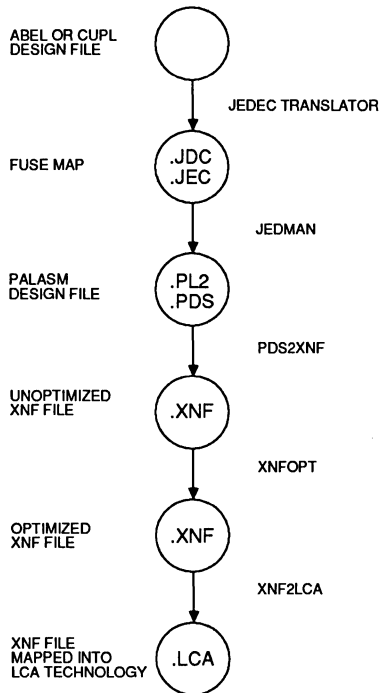 ABEL OR CUPL
DESIGN FILE
JEDEC TRANSLATOR
FUSE MAP
.JDC
.JEC
JEDMAN
PALASM
DESIGN FILE
.PL2
.PDS
PDS2XNF
UNOPTIMIZED
XNF FILE
.XNF
XNFOPT
OPTIMIZED
XNF FILE
.XNF
XNF2LCA
XNF FILE
MAPPED INTO
LCA TECHNOLOGY
.LCA